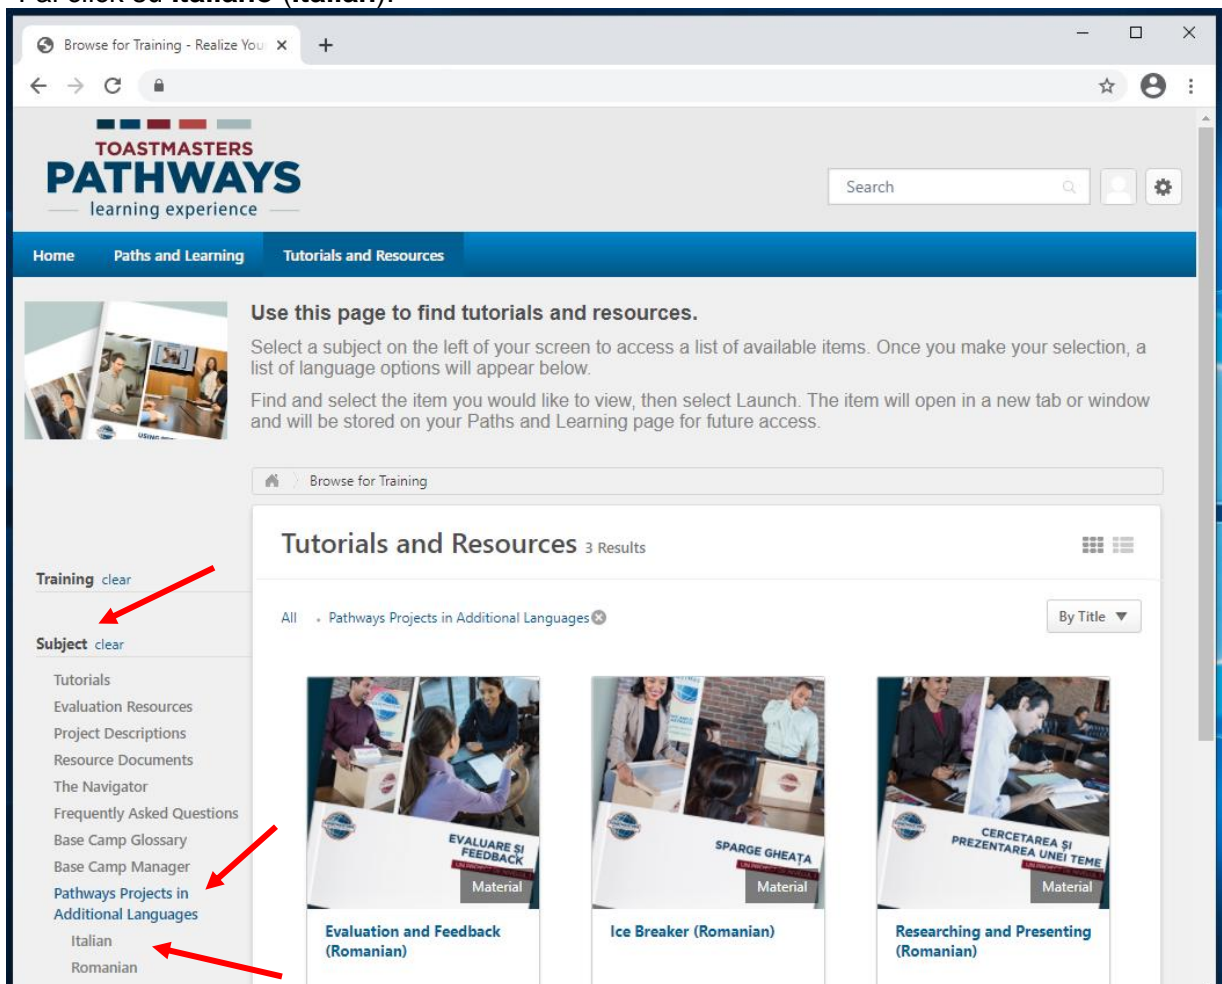 Fai click su Italiano (Italian):
Browse for Training - Realize You
TOASTMASTERS
PATHWAYS
learning experience
Search
Home Paths and Learning Tutorials and Resources
Use this page to find tutorials and resources.
Select a subject on the left of your screen to access a list of available items. Once you make your selection, a
list of language options will appear below.
Find and select the item you would like to view, then select Launch. The item will open in a new tab or window
and will be stored on your Paths and Learning page for future access.
Browse for Training
Tutorials and Resources 3 Results
Training clear
All • Pathways Projects in Additional Languages
By Title ▼
Subject clear
Tutorials
Evaluation Resources
Project Descriptions
Resource Documents
The Navigator
Frequently Asked Questions
Base Camp Glossary
Base Camp Manager
Pathways Projects in
Additional Languages
Italian
Romanian
EVALUARE ȘI
FEEDBACK
Material
Evaluation and Feedback
(Romanian)
SPARGE GHEAȚA
Material
Ice Breaker (Romanian)
CERCETAREA ȘI
PREZENTAREA UNEI TEME
Material
Researching and Presenting
(Romanian)